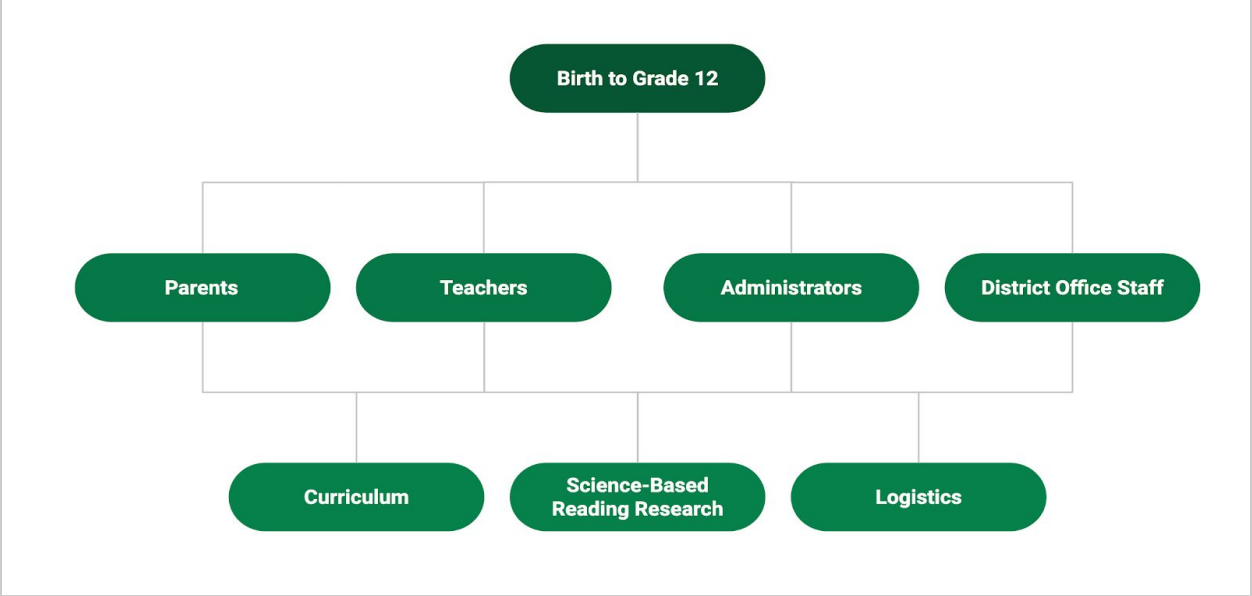 Birth to Grade 12
Parents
Teachers
Administrators
District Office Staff
Curriculum
Science-Based
Reading Research
Logistics